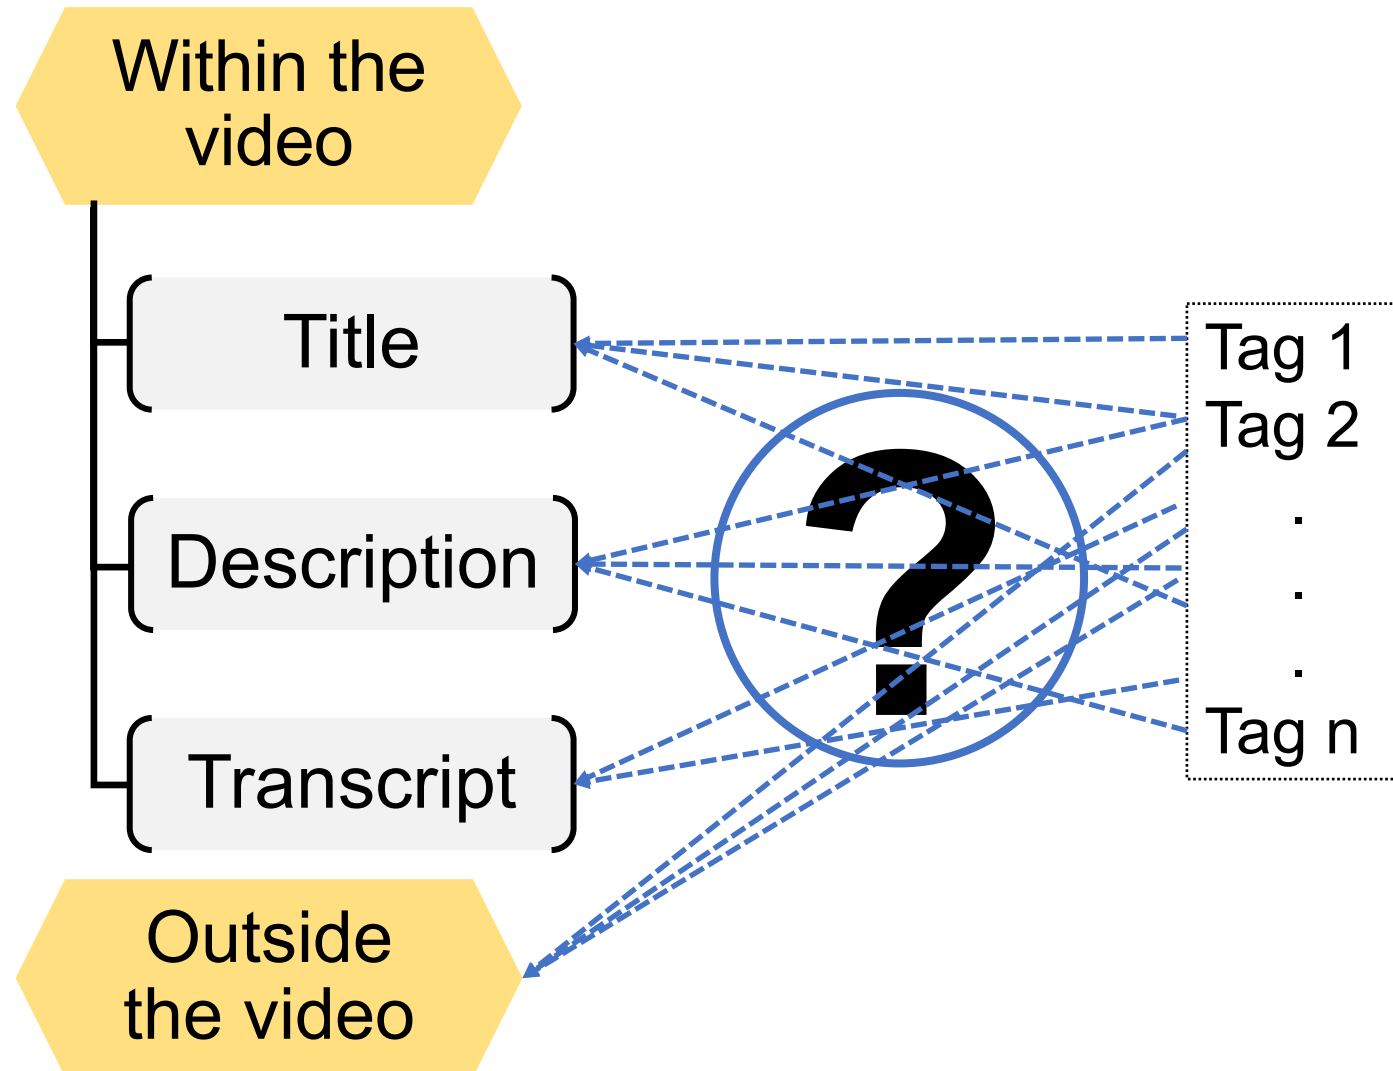 Within the
video
Title
Description
Transcript
Outside
the video
?
Tag 1
Tag 2
.
.
.
Tag n